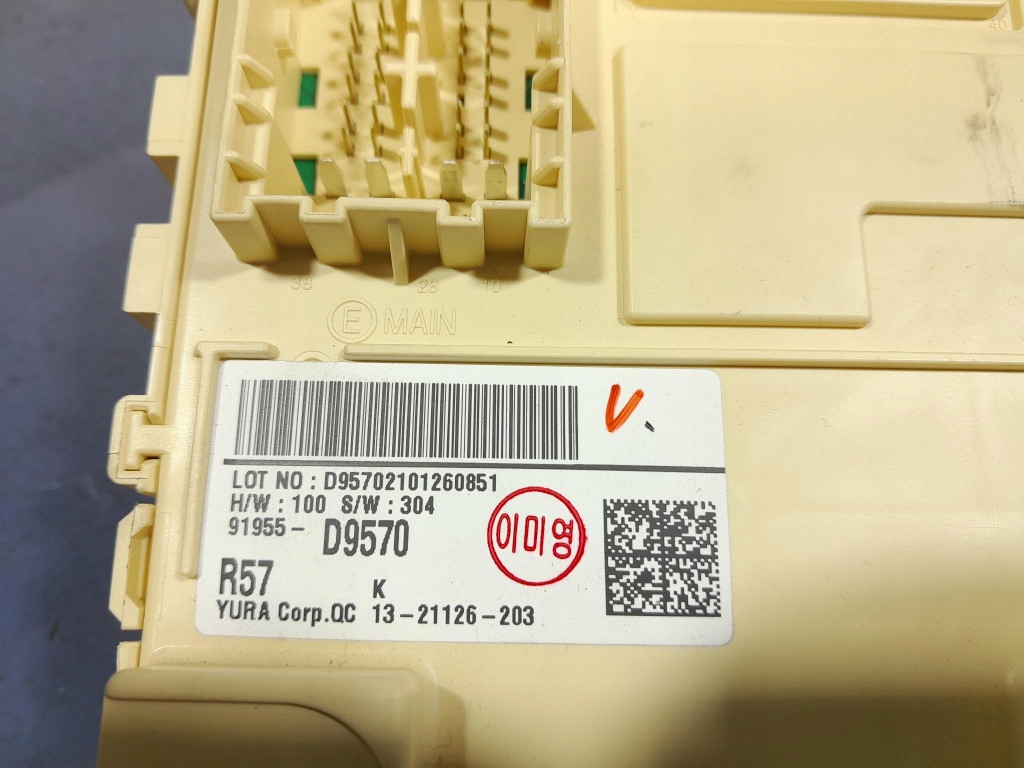 38 28 10
E MAIN
V.
LOT NO : D95702101260851
H/W : 100 S/W : 304
91955- D9570
이미영
R57 K
YURA Corp.QC 13-21126-203